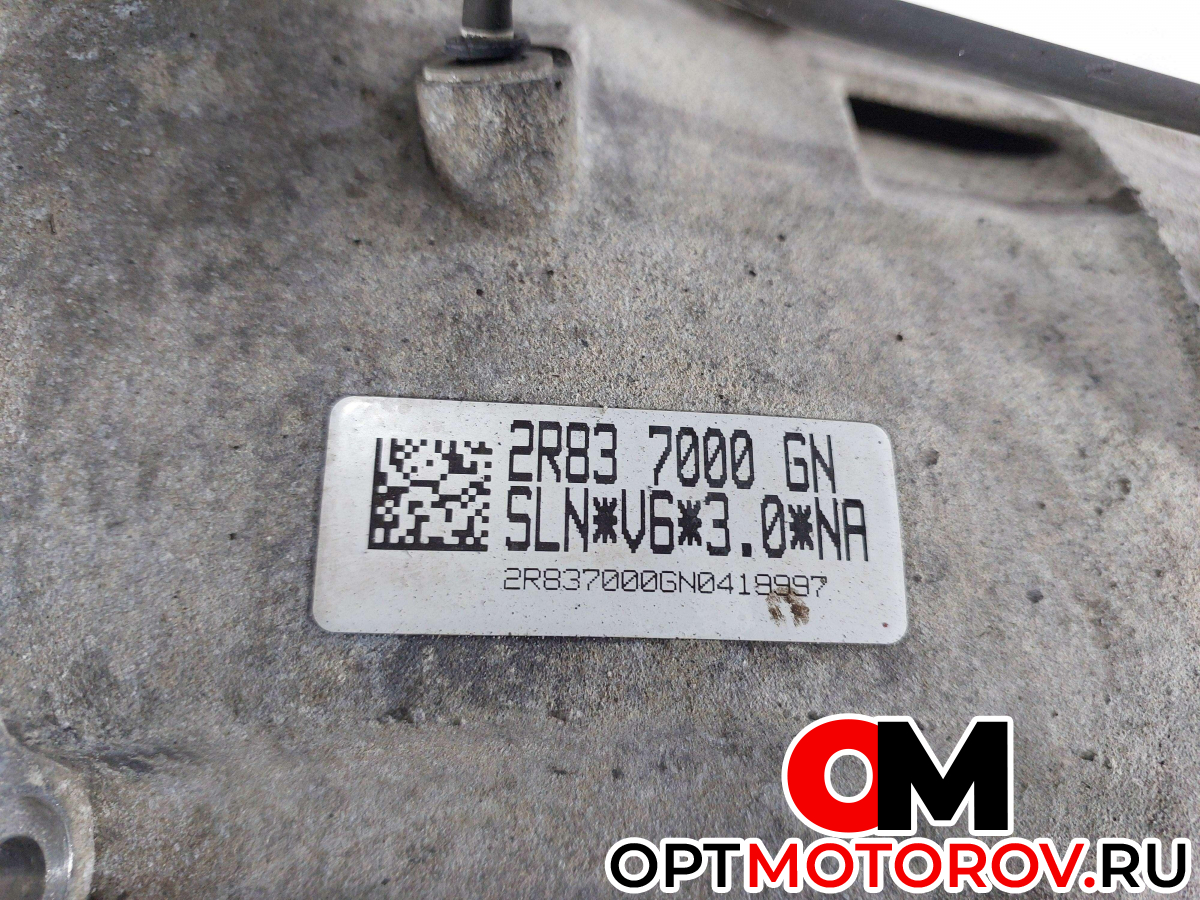 2R83 7000 GN
SLN*V6*3.0*NA
2R837000GN0419997
OM
OPTMOTOROV.RU